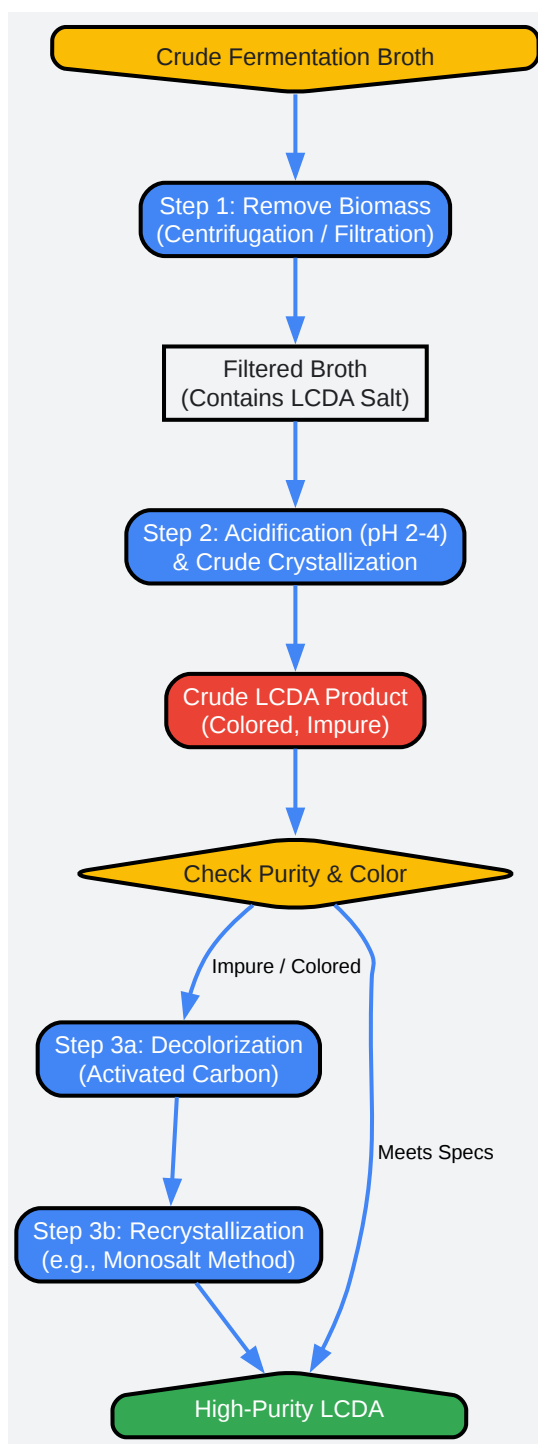 Crude Fermentation Broth
Step 1: Remove Biomass
(Centrifugation / Filtration)
Filtered Broth
(Contains LCDA Salt)
Step 2: Acidification (pH 2-4)
& Crude Crystallization
Crude LCDA Product
(Colored, Impure)
Check Purity & Color
Impure / Colored
Step 3a: Decolorization
(Activated Carbon)
Meets Specs
Step 3b: Recrystallization
(e.g., Monosalt Method)
High-Purity LCDA